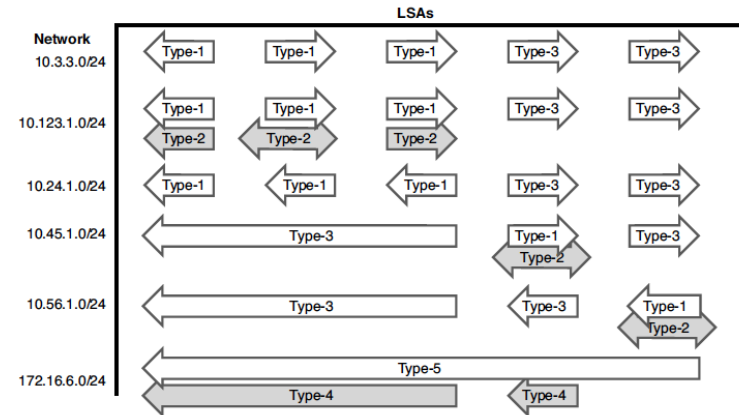 LSAs
Network
10.3.3.0/24 Type-1 Type-1 Type-1 Type-3 Type-3
10.123.1.0/24 Type-1 Type-1 Type-1 Type-3 Type-3
Type-2 Type-2 Type-2
10.24.1.0/24 Type-1 Type-1 Type-1 Type-3 Type-3
10.45.1.0/24 Type-3 Type-1 Type-3
Type-2
10.56.1.0/24 Type-3 Type-3 Type-1
Type-2
172.16.6.0/24 Type-5
Type-4 Type-4